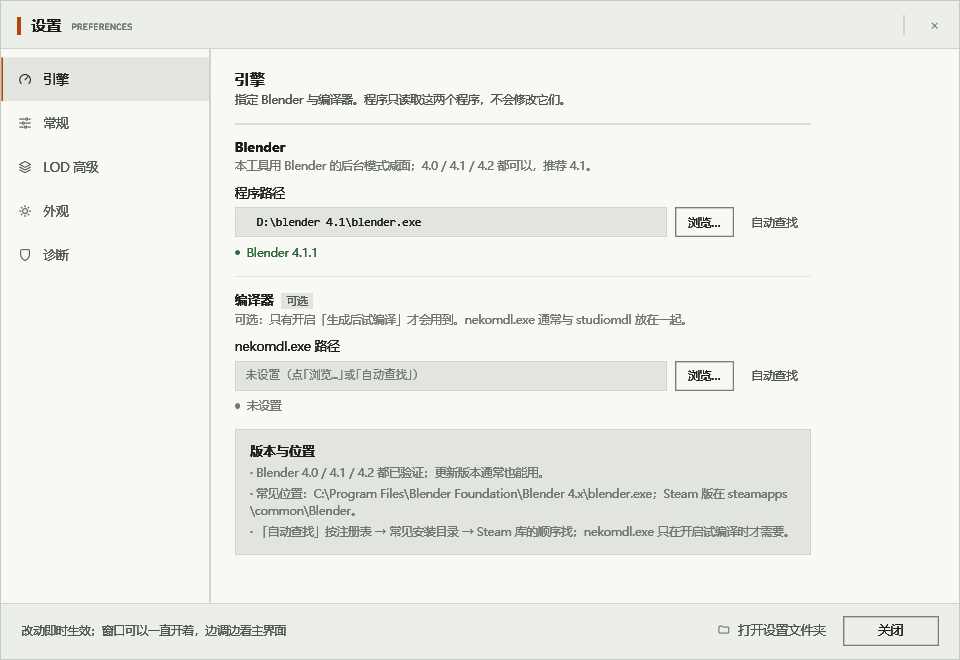 设置 PREFERENCES ×
引擎
常规
LOD 高级
外观
诊断
引擎
指定 Blender 与编译器。程序只读取这两个程序，不会修改它们。
Blender
本工具用 Blender 的后台模式减面；4.0 / 4.1 / 4.2 都可以，推荐 4.1。
程序路径
D:\blender 4.1\blender.exe 浏览... 自动查找
• Blender 4.1.1
编译器 可选
可选：只有开启「生成后试编译」才会用到。nekomdl.exe 通常与 studiomdl 放在一起。
nekomdl.exe 路径
未设置（点「浏览…」或「自动查找」） 浏览... 自动查找
• 未设置
版本与位置
· Blender 4.0 / 4.1 / 4.2 都已验证；更新版本通常也能用。
· 常见位置：C:\Program Files\Blender Foundation\Blender 4.x\blender.exe；Steam 版在 steamapps
\common\Blender。
· 「自动查找」按注册表 → 常见安装目录 → Steam 库的顺序找；nekomdl.exe 只在开启试编译时才需要。
改动即时生效；窗口可以一直开着，边调边看主界面 打开设置文件夹 关闭